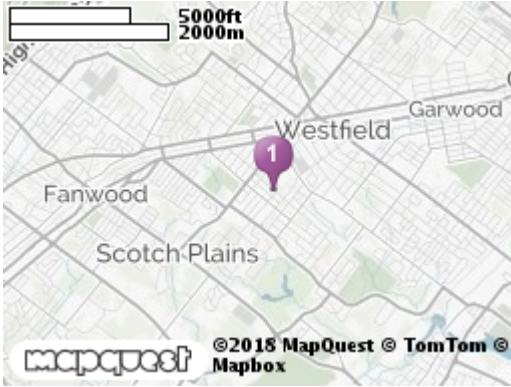 5000ft
2000m
Garwood
Westfield
1
Fanwood
Scotch Plains
mapquest
©2018 MapQuest © TomTom ©
Mapbox